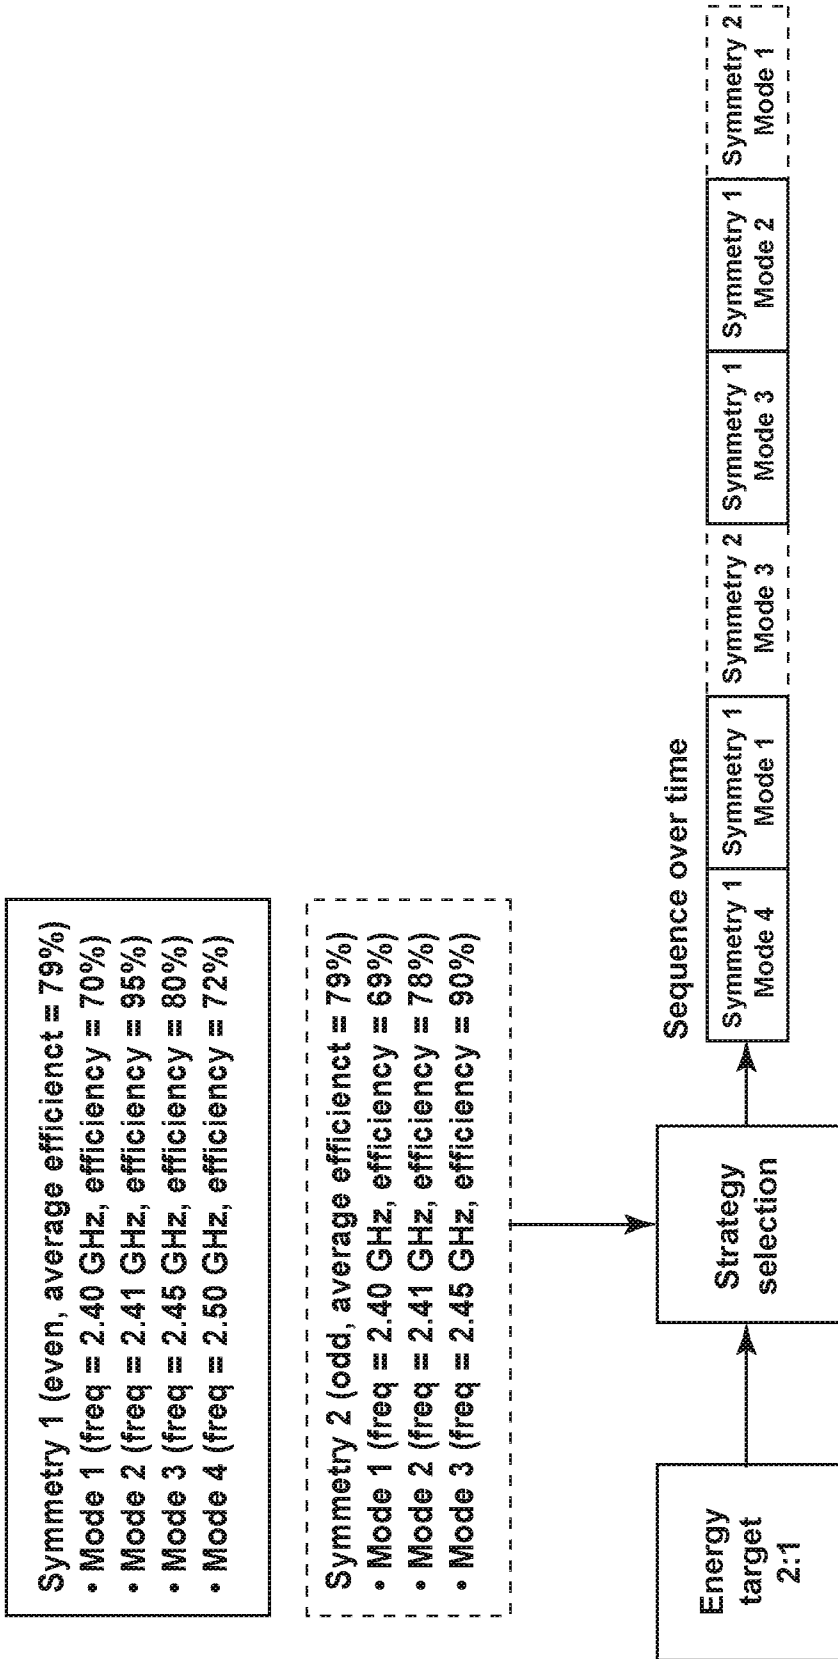 Symmetry 1 (even, average efficienct = 79%)
• Mode 1 (freq = 2.40 GHz, efficiency = 70%)
• Mode 2 (freq = 2.41 GHz, efficiency = 95%)
• Mode 3 (freq = 2.45 GHz, efficiency = 80%)
• Mode 4 (freq = 2.50 GHz, efficiency = 72%)
Symmetry 2 (odd, average efficienct = 79%)
• Mode 1 (freq = 2.40 GHz, efficiency = 69%)
• Mode 2 (freq = 2.41 GHz, efficiency = 78%)
• Mode 3 (freq = 2.45 GHz, efficiency = 90%)
Energy
target
2:1
Strategy
selection
Sequence over time
Symmetry 1
Mode 4
Symmetry 1
Mode 1
Symmetry 2
Mode 3
Symmetry 1
Mode 3
Symmetry 1
Mode 2
Symmetry 2
Mode 1